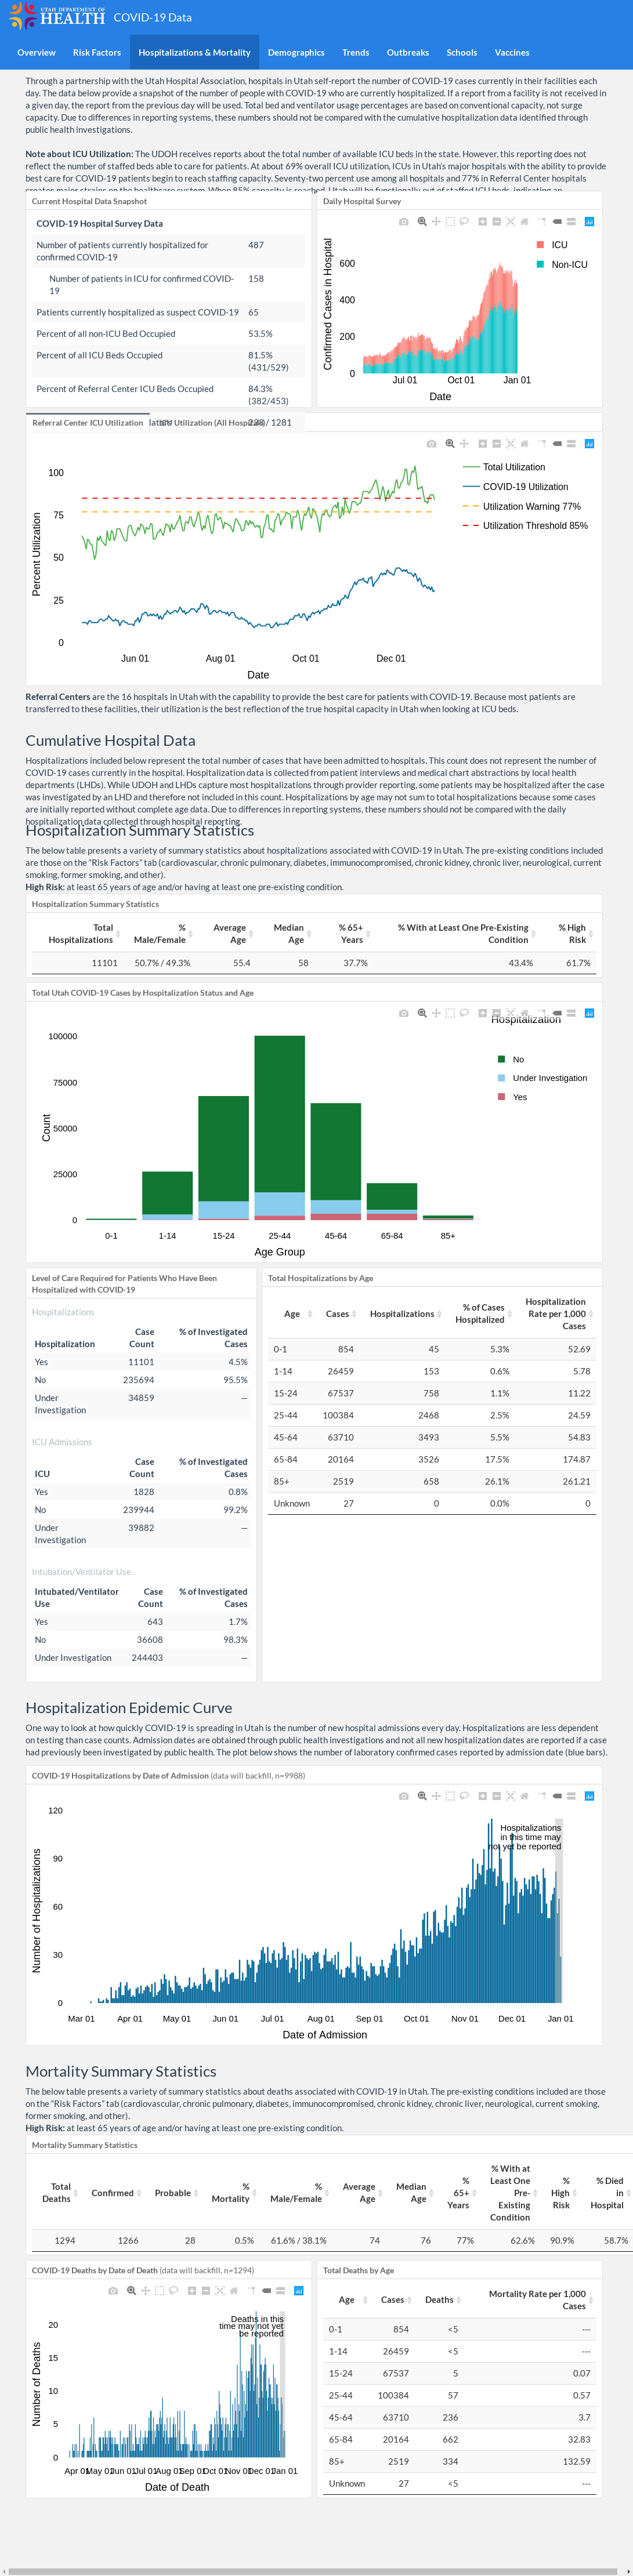 UTAH DEPARTMENT OF
HEALTH
COVID-19 Data
Overview Risk Factors Hospitalizations & Mortality Demographics Trends Outbreaks Schools Vaccines
Through a partnership with the Utah Hospital Association, hospitals in Utah self-report the number of COVID-19 cases currently in their facilities each
day. The data below provide a snapshot of the number of people with COVID-19 who are currently hospitalized. If a report from a facility is not received in
a given day, the report from the previous day will be used. Total bed and ventilator usage percentages are based on conventional capacity, not surge
capacity. Due to differences in reporting systems, these numbers should not be compared with the cumulative hospitalization data identified through
public health investigations.
Note about ICU Utilization: The UDOH receives reports about the total number of available ICU beds in the state. However, this reporting does not
reflect the number of staffed beds able to care for patients. At about 69% overall ICU utilization, ICUs in Utah's major hospitals with the ability to provide
best care for COVID-19 patients begin to reach staffing capacity. Seventy-two percent use among all hospitals and 77% in Referral Center hospitals
creates major strains on the healthcare system. When 85% capacity is reached, Utah will be functionally out of staffed ICU beds, indicating an
Current Hospital Data Snapshot
COVID-19 Hospital Survey Data
Number of patients currently hospitalized for 487
confirmed COVID-19
Number of patients in ICU for confirmed COVID- 158
19
Patients currently hospitalized as suspect COVID-19 65
Percent of all non-ICU Bed Occupied 53.5%
Percent of all ICU Beds Occupied 81.5%
(431/529)
Percent of Referral Center ICU Beds Occupied 84.3%
(382/453)
/ 1281
Daily Hospital Survey
Confirmed Cases in Hospital
600
400
200
0
Jul 01 Oct 01 Jan 01
Date
ICU
Non-ICU
Referral Center ICU Utilization ICU Utilization (All Hospitals)
Percent Utilization
100
75
50
25
0
Jun 01 Aug 01 Oct 01 Dec 01
Date
Total Utilization
COVID-19 Utilization
Utilization Warning 77%
Utilization Threshold 85%
Referral Centers are the 16 hospitals in Utah with the capability to provide the best care for patients with COVID-19. Because most patients are
transferred to these facilities, their utilization is the best reflection of the true hospital capacity in Utah when looking at ICU beds.
Cumulative Hospital Data
Hospitalizations included below represent the total number of cases that have been admitted to hospitals. This count does not represent the number of
COVID-19 cases currently in the hospital. Hospitalization data is collected from patient interviews and medical chart abstractions by local health
departments (LHDs). While UDOH and LHDs capture most hospitalizations through provider reporting, some patients may be hospitalized after the case
was investigated by an LHD and therefore not included in this count. Hospitalizations by age may not sum to total hospitalizations because some cases
are initially reported without complete age data. Due to differences in reporting systems, these numbers should not be compared with the daily
hospitalization data collected through hospital reporting.
Hospitalization Summary Statistics
The below table presents a variety of summary statistics about hospitalizations associated with COVID-19 in Utah. The pre-existing conditions included
are those on the "Risk Factors" tab (cardiovascular, chronic pulmonary, diabetes, immunocompromised, chronic kidney, chronic liver, neurological, current
smoking, former smoking, and other).
High Risk: at least 65 years of age and/or having at least one pre-existing condition.
Hospitalization Summary Statistics
Total % Average Median % 65+ % With at Least One Pre-Existing % High
Hospitalizations Male/Female Age Age Years Condition Risk
11101 50.7% / 49.3% 55.4 58 37.7% 43.4% 61.7%
Total Utah COVID-19 Cases by Hospitalization Status and Age
Count
100000
75000
50000
25000
0
0-1 1-14 15-24 25-44 45-64 65-84 85+
Age Group
Hospitalization
No
Under Investigation
Yes
Level of Care Required for Patients Who Have Been
Hospitalized with COVID-19
Hospitalizations
Case % of Investigated
Hospitalization Count Cases
Yes 11101 4.5%
No 235694 95.5%
Under 34859 —
Investigation
ICU Admissions
Case % of Investigated
ICU Count Cases
Yes 1828 0.8%
No 239944 99.2%
Under 39882 —
Investigation
Intubation/Ventilator Use
Intubated/Ventilator Case % of Investigated
Use Count Cases
Yes 643 1.7%
No 36608 98.3%
Under Investigation 244403 —
Total Hospitalizations by Age
Hospitalization
% of Cases Rate per 1,000
Age Cases Hospitalizations Hospitalized Cases
0-1 854 45 5.3% 52.69
1-14 26459 153 0.6% 5.78
15-24 67537 758 1.1% 11.22
25-44 100384 2468 2.5% 24.59
45-64 63710 3493 5.5% 54.83
65-84 20164 3526 17.5% 174.87
85+ 2519 658 26.1% 261.21
Unknown 27 0 0.0% 0
Hospitalization Epidemic Curve
One way to look at how quickly COVID-19 is spreading in Utah is the number of new hospital admissions every day. Hospitalizations are less dependent
on testing than case counts. Admission dates are obtained through public health investigations and not all new hospitalization dates are reported if a case
had previously been investigated by public health. The plot below shows the number of laboratory confirmed cases reported by admission date (blue bars).
COVID-19 Hospitalizations by Date of Admission (data will backfill, n=9988)
Number of Hospitalizations
120
90
60
30
0
Hospitalizations
in this time may
not yet be reported
Mar 01 Apr 01 May 01 Jun 01 Jul 01 Aug 01 Sep 01 Oct 01 Nov 01 Dec 01 Jan 01
Date of Admission
Mortality Summary Statistics
The below table presents a variety of summary statistics about deaths associated with COVID-19 in Utah. The pre-existing conditions included are those
on the "Risk Factors" tab (cardiovascular, chronic pulmonary, diabetes, immunocompromised, chronic kidney, chronic liver, neurological, current smoking,
former smoking, and other).
High Risk: at least 65 years of age and/or having at least one pre-existing condition.
Mortality Summary Statistics
Total Deaths Confirmed Probable % Mortality % Male/Female Average Age Median Age % 65+ Years % With at Least One Pre-Existing Condition % High Risk % Died in Hospital
1294 1266 28 0.5% 61.6% / 38.1% 74 76 77% 62.6% 90.9% 58.7%
COVID-19 Deaths by Date of Death (data will backfill, n=1294)
Number of Deaths
20
15
10
5
0
Deaths in this
time may not yet
be reported
Apr 01 May 01 Jun 01 Jul 01 Aug 01 Sep 01 Oct 01 Nov 01 Dec 01 Jan 01
Date of Death
Total Deaths by Age
Mortality Rate per 1,000
Age Cases Deaths Cases
0-1 854 <5 ---
1-14 26459 <5 ---
15-24 67537 5 0.07
25-44 100384 57 0.57
45-64 63710 236 3.7
65-84 20164 662 32.83
85+ 2519 334 132.59
Unknown 27 <5 ---